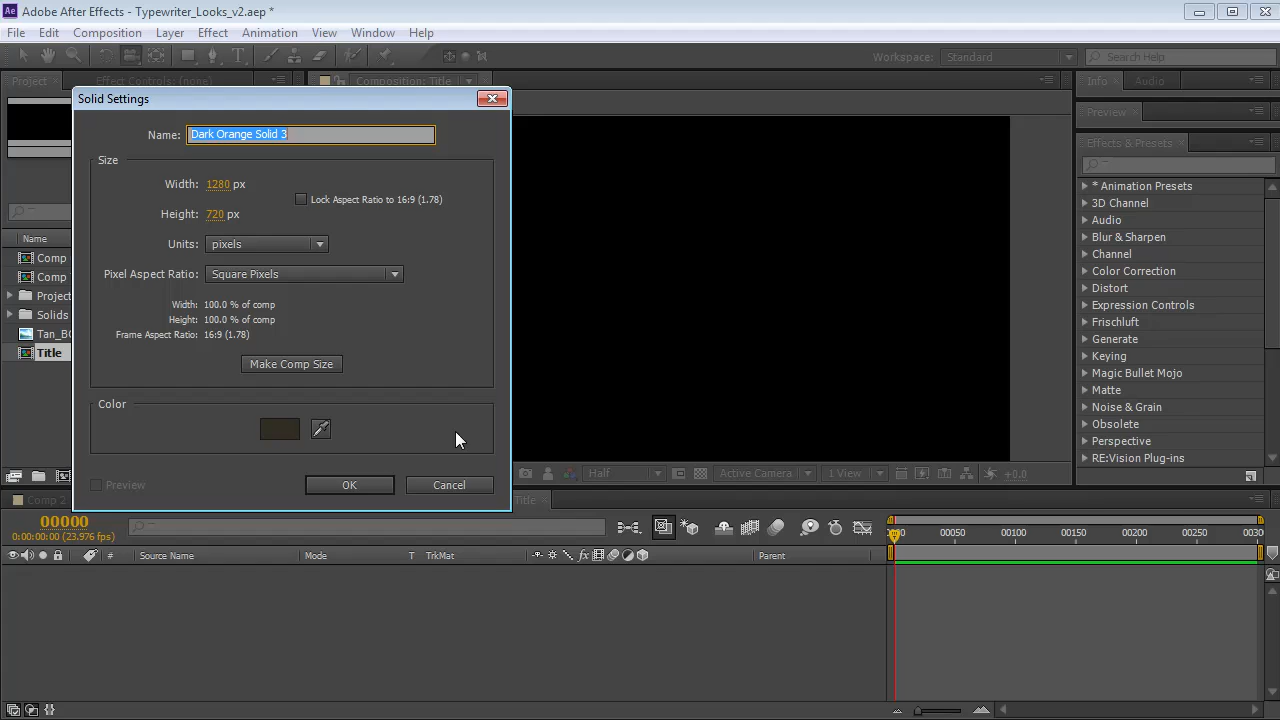 Adobe After Effects - Typewriter_Looks_v2.aep *
File Edit Composition Layer Effect Animation View Window Help
Workspace: Standard Search Help
Project Effect Controls: (none) Composition: Title Info Audio
Solid Settings
Preview
Name: Dark Orange Solid 3
Effects & Presets
Size
Width: 1280 px
Lock Aspect Ratio to 16:9 (1.78)
Height: 720 px
Units: pixels
Pixel Aspect Ratio: Square Pixels
Width: 100.0 % of comp
Height: 100.0 % of comp
Frame Aspect Ratio: 16:9 (1.78)
Make Comp Size
Color
Preview OK Cancel
Name
Comp
Comp
Project
Solids
Tan_BG
Title
* Animation Presets
3D Channel
Audio
Blur & Sharpen
Channel
Color Correction
Distort
Expression Controls
Frischluft
Generate
Keying
Magic Bullet Mojo
Matte
Noise & Grain
Obsolete
Perspective
RE:Vision Plug-ins
Half Active Camera 1 View +0.0
Comp 2 Title
00000
0:00:00:00 (23.976 fps)
# Source Name Mode T TrkMat fx Parent
0000 00050 00100 00150 00200 00250 0030